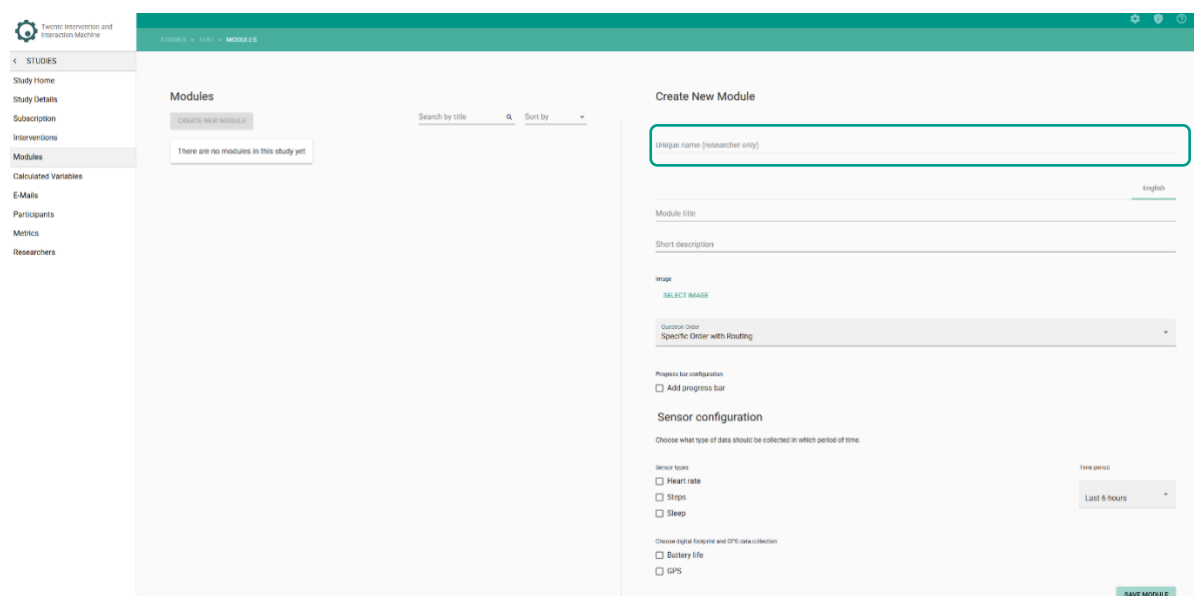 Twente Intervention and
Interaction Machine
STUDIES > > MODULES
< STUDIES
Study Home
Study Details
Subscription
Interventions
Modules
Calculated Variables
E-Mails
Participants
Metrics
Researchers
Modules
CREATE NEW MODULE
Search by title
Sort by
There are no modules in this study yet
Create New Module
Unique name (researcher only)
English
Module title
Short description
Image
SELECT IMAGE
Question Order
Specific Order with Routing
Progress bar configuration
Add progress bar
Sensor configuration
Choose what type of data should be collected in which period of time.
Sensor types
Time period
Heart rate
Steps
Last 6 hours
Sleep
Choose digital footprint and GPS data collection
Battery life
GPS
SAVE MODULE